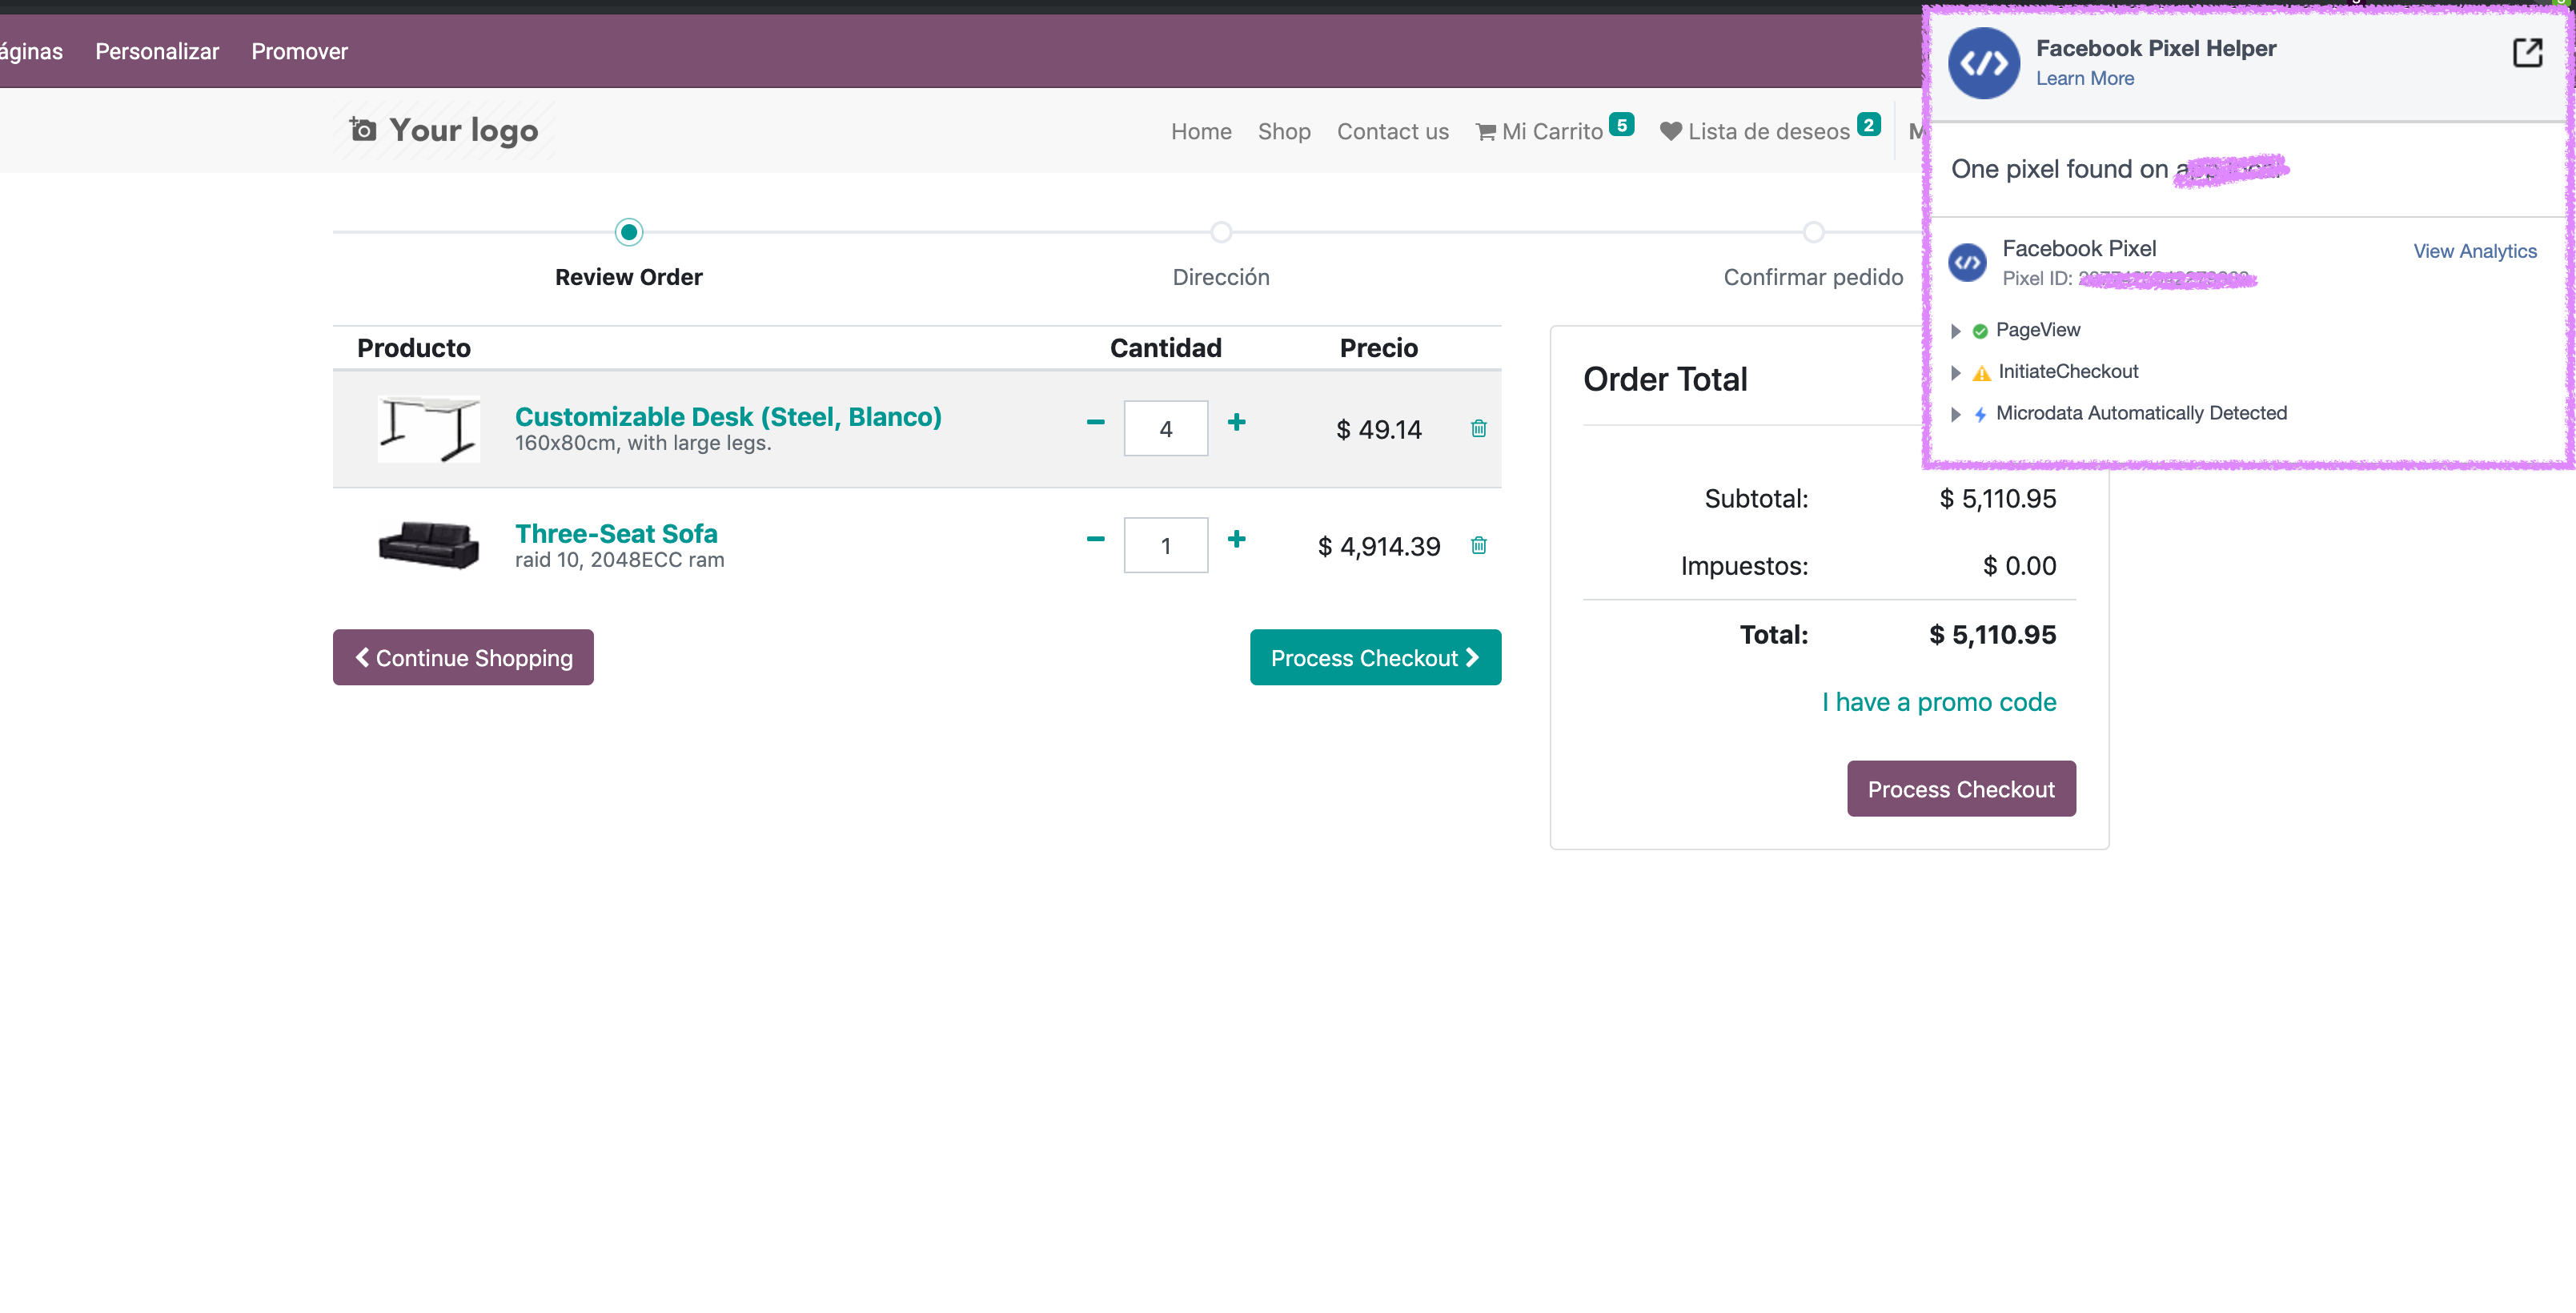 Personalizar Promover
Facebook Pixel Helper
Learn More
Your logo
Home Shop Contact us Mi Carrito 5 Lista de deseos 2
One pixel found on
Facebook Pixel View Analytics
Pixel ID:
PageView
InitiateCheckout
Microdata Automatically Detected
Review Order Dirección Confirmar pedido
Producto Cantidad Precio
Customizable Desk (Steel, Blanco) 4 $ 49.14
160x80cm, with large legs.
Three-Seat Sofa 1 $ 4,914.39
raid 10, 2048ECC ram
Continue Shopping Process Checkout
Order Total
Subtotal: $ 5,110.95
Impuestos: $ 0.00
Total: $ 5,110.95
I have a promo code
Process Checkout